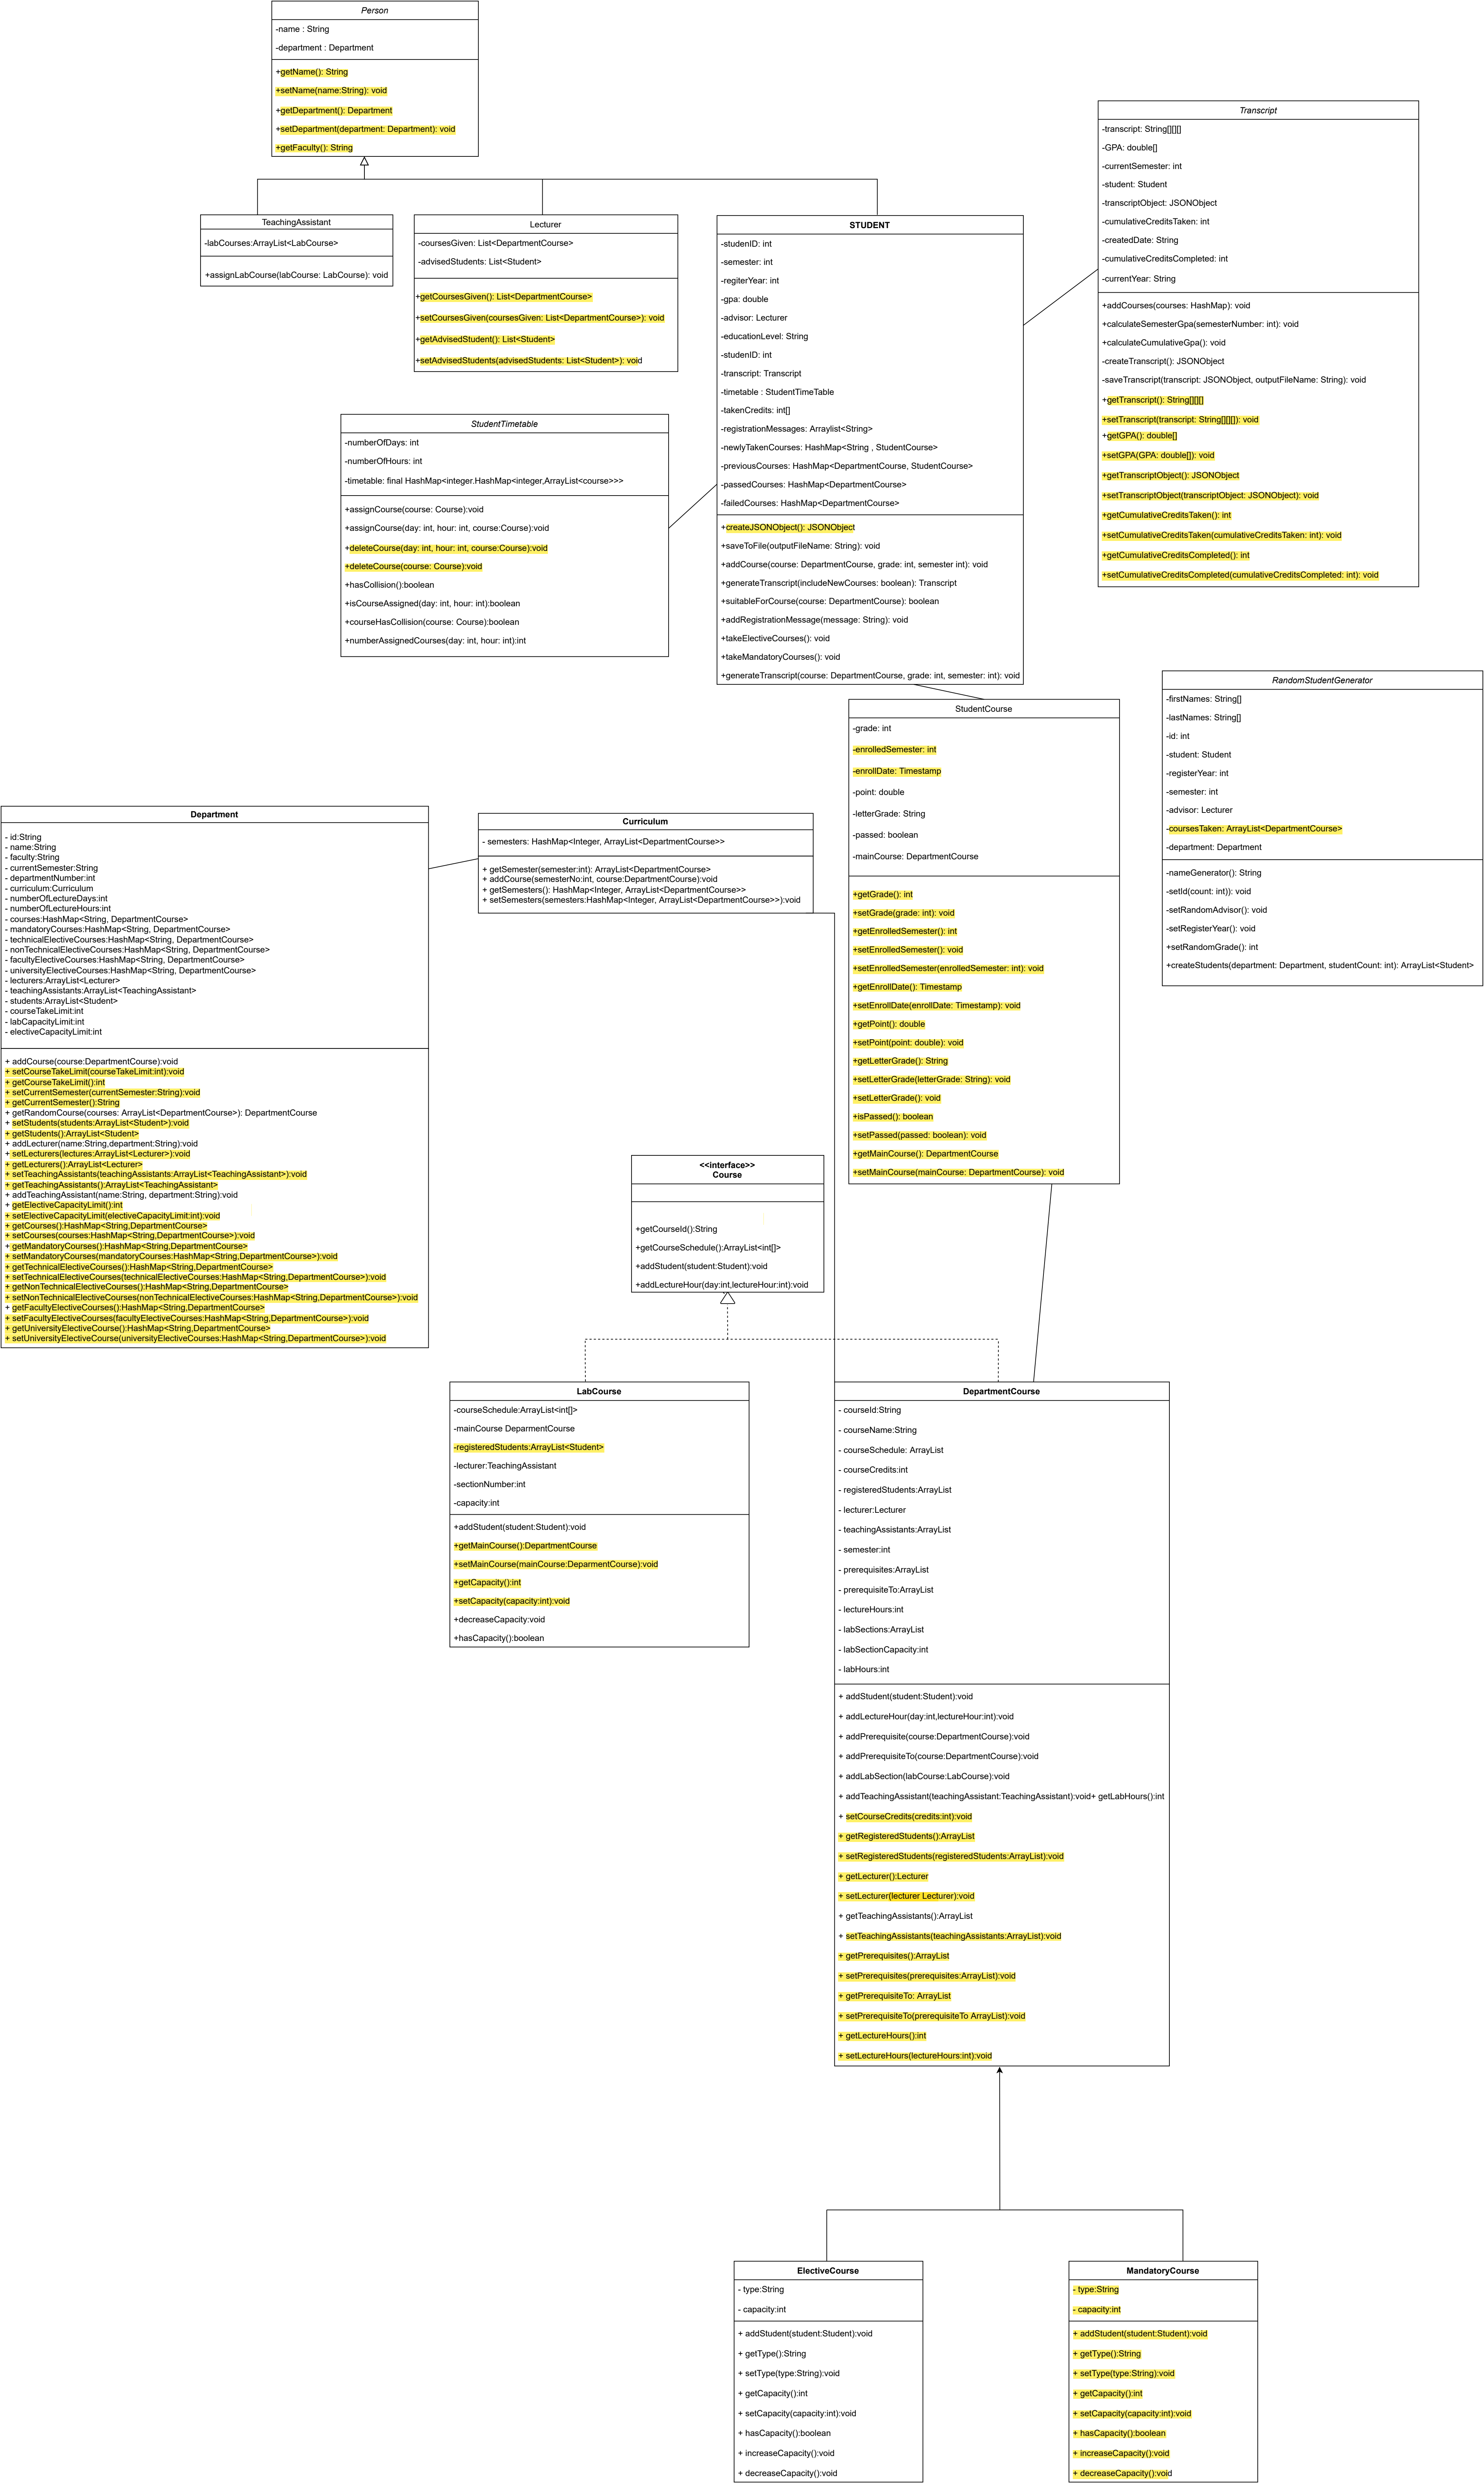 Person
-name : String
-department : Department
+getName(): String
+setName(name:String): void
+getDepartment(): Department
+setDepartment(department: Department): void
+getFaculty(): String
TeachingAssistant
-labCourses:ArrayList<LabCourse>
+assignLabCourse(labCourse: LabCourse): void
Lecturer
-coursesGiven: List<DepartmentCourse>
-advisedStudents: List<Student>
+getCoursesGiven(): List<DepartmentCourse>
+setCoursesGiven(coursesGiven: List<DepartmentCourse>): void
+getAdvisedStudent(): List<Student>
+setAdvisedStudents(advisedStudents: List<Student>): void
STUDENT
-studenID: int
-semester: int
-regiterYear: int
-gpa: double
-advisor: Lecturer
-educationLevel: String
-studenID: int
-transcript: Transcript
-timetable : StudentTimeTable
-takenCredits: int[]
-registrationMessages: Arraylist<String>
-newlyTakenCourses: HashMap<String , StudentCourse>
-previousCourses: HashMap<DepartmentCourse, StudentCourse>
-passedCourses: HashMap<DepartmentCourse>
-failedCourses: HashMap<DepartmentCourse>
+createJSONObject(): JSONObject
+saveToFile(outputFileName: String): void
+addCourse(course: DepartmentCourse, grade: int, semester int): void
+generateTranscript(includeNewCourses: boolean): Transcript
+suitableForCourse(course: DepartmentCourse): boolean
+addRegistrationMessage(message: String): void
+takeElectiveCourses(): void
+takeMandatoryCourses(): void
+generateTranscript(course: DepartmentCourse, grade: int, semester: int): void
Transcript
-transcript: String[][][]
-GPA: double[]
-currentSemester: int
-student: Student
-transcriptObject: JSONObject
-cumulativeCreditsTaken: int
-createdDate: String
-cumulativeCreditsCompleted: int
-currentYear: String
+addCourses(courses: HashMap): void
+calculateSemesterGpa(semesterNumber: int): void
+calculateCumulativeGpa(): void
-createTranscript(): JSONObject
-saveTranscript(transcript: JSONObject, outputFileName: String): void
+getTranscript(): String[][][]
+setTranscript(transcript: String[][][]): void
+getGPA(): double[]
+setGPA(GPA: double[]): void
+getTranscriptObject(): JSONObject
+setTranscriptObject(transcriptObject: JSONObject): void
+getCumulativeCreditsTaken(): int
+setCumulativeCreditsTaken(cumulativeCreditsTaken: int): void
+getCumulativeCreditsCompleted(): int
+setCumulativeCreditsCompleted(cumulativeCreditsCompleted: int): void
StudentTimetable
-numberOfDays: int
-numberOfHours: int
-timetable: final HashMap<integer.HashMap<integer,ArrayList<course>>>
+assignCourse(course: Course):void
+assignCourse(day: int, hour: int, course:Course):void
+deleteCourse(day: int, hour: int, course:Course):void
+deleteCourse(course: Course):void
+hasCollision():boolean
+isCourseAssigned(day: int, hour: int):boolean
+courseHasCollision(course: Course):boolean
+numberAssignedCourses(day: int, hour: int):int
RandomStudentGenerator
-firstNames: String[]
-lastNames: String[]
-id: int
-student: Student
-registerYear: int
-semester: int
-advisor: Lecturer
-coursesTaken: ArrayList<DepartmentCourse>
-department: Department
-nameGenerator(): String
-setId(count: int)): void
-setRandomAdvisor(): void
-setRegisterYear(): void
+setRandomGrade(): int
+createStudents(department: Department, studentCount: int): ArrayList<Student>
StudentCourse
-grade: int
-enrolledSemester: int
-enrollDate: Timestamp
-point: double
-letterGrade: String
-passed: boolean
-mainCourse: DepartmentCourse
+getGrade(): int
+setGrade(grade: int): void
+getEnrolledSemester(): int
+setEnrolledSemester(): void
+setEnrolledSemester(enrolledSemester: int): void
+getEnrollDate(): Timestamp
+setEnrollDate(enrollDate: Timestamp): void
+getPoint(): double
+setPoint(point: double): void
+getLetterGrade(): String
+setLetterGrade(letterGrade: String): void
+setLetterGrade(): void
+isPassed(): boolean
+setPassed(passed: boolean): void
+getMainCourse(): DepartmentCourse
+setMainCourse(mainCourse: DepartmentCourse): void
Department
- id:String
- name:String
- faculty:String
- currentSemester:String
- departmentNumber:int
- curriculum:Curriculum
- numberOfLectureDays:int
- numberOfLectureHours:int
- courses:HashMap<String, DepartmentCourse>
- mandatoryCourses:HashMap<String, DepartmentCourse>
- technicalElectiveCourses:HashMap<String, DepartmentCourse>
- nonTechnicalElectiveCourses:HashMap<String, DepartmentCourse>
- facultyElectiveCourses:HashMap<String, DepartmentCourse>
- universityElectiveCourses:HashMap<String, DepartmentCourse>
- lecturers:ArrayList<Lecturer>
- teachingAssistants:ArrayList<TeachingAssistant>
- students:ArrayList<Student>
- courseTakeLimit:int
- labCapacityLimit:int
- electiveCapacityLimit:int
+ addCourse(course:DepartmentCourse):void
+ setCourseTakeLimit(courseTakeLimit:int):void
+ getCourseTakeLimit():int
+ setCurrentSemester(currentSemester:String):void
+ getCurrentSemester():String
+ getRandomCourse(courses: ArrayList<DepartmentCourse>): DepartmentCourse
+ setStudents(students:ArrayList<Student>):void
+ getStudents():ArrayList<Student>
+ addLecturer(name:String,department:String):void
+ setLecturers(lectures:ArrayList<Lecturer>):void
+ getLecturers():ArrayList<Lecturer>
+ setTeachingAssistants(teachingAssistants:ArrayList<TeachingAssistant>):void
+ getTeachingAssistants():ArrayList<TeachingAssistant>
+ addTeachingAssistant(name:String, department:String):void
+ getElectiveCapacityLimit():int
+ setElectiveCapacityLimit(electiveCapacityLimit:int):void
+ getCourses():HashMap<String,DepartmentCourse>
+ setCourses(courses:HashMap<String,DepartmentCourse>):void
+ getMandatoryCourses():HashMap<String,DepartmentCourse>
+ setMandatoryCourses(mandatoryCourses:HashMap<String,DepartmentCourse>):void
+ getTechnicalElectiveCourses():HashMap<String,DepartmentCourse>
+ setTechnicalElectiveCourses(technicalElectiveCourses:HashMap<String,DepartmentCourse>):void
+ getNonTechnicalElectiveCourses():HashMap<String,DepartmentCourse>
+ setNonTechnicalElectiveCourses(nonTechnicalElectiveCourses:HashMap<String,DepartmentCourse>):void
+ getFacultyElectiveCourses():HashMap<String,DepartmentCourse>
+ setFacultyElectiveCourses(facultyElectiveCourses:HashMap<String,DepartmentCourse>):void
+ getUniversityElectiveCourse():HashMap<String,DepartmentCourse>
+ setUniversityElectiveCourse(universityElectiveCourses:HashMap<String,DepartmentCourse>):void
Curriculum
- semesters: HashMap<Integer, ArrayList<DepartmentCourse>>
+ getSemester(semester:int): ArrayList<DepartmentCourse>
+ addCourse(semesterNo:int, course:DepartmentCourse):void
+ getSemesters(): HashMap<Integer, ArrayList<DepartmentCourse>>
+ setSemesters(semesters:HashMap<Integer, ArrayList<DepartmentCourse>>):void
<<interface>>
Course
+getCourseId():String
+getCourseSchedule():ArrayList<int[]>
+addStudent(student:Student):void
+addLectureHour(day:int,lectureHour:int):void
LabCourse
-courseSchedule:ArrayList<int[]>
-mainCourse DeparmentCourse
-registeredStudents:ArrayList<Student>
-lecturer:TeachingAssistant
-sectionNumber:int
-capacity:int
+addStudent(student:Student):void
+getMainCourse():DepartmentCourse
+setMainCourse(mainCourse:DeparmentCourse):void
+getCapacity():int
+setCapacity(capacity:int):void
+decreaseCapacity:void
+hasCapacity():boolean
DepartmentCourse
- courseId:String
- courseName:String
- courseSchedule: ArrayList
- courseCredits:int
- registeredStudents:ArrayList
- lecturer:Lecturer
- teachingAssistants:ArrayList
- semester:int
- prerequisites:ArrayList
- prerequisiteTo:ArrayList
- lectureHours:int
- labSections:ArrayList
- labSectionCapacity:int
- labHours:int
+ addStudent(student:Student):void
+ addLectureHour(day:int,lectureHour:int):void
+ addPrerequisite(course:DepartmentCourse):void
+ addPrerequisiteTo(course:DepartmentCourse):void
+ addLabSection(labCourse:LabCourse):void
+ addTeachingAssistant(teachingAssistant:TeachingAssistant):void+ getLabHours():int
+ setCourseCredits(credits:int):void
+ getRegisteredStudents():ArrayList
+ setRegisteredStudents(registeredStudents:ArrayList):void
+ getLecturer():Lecturer
+ setLecturer(lecturer Lecturer):void
+ getTeachingAssistants():ArrayList
+ setTeachingAssistants(teachingAssistants:ArrayList):void
+ getPrerequisites():ArrayList
+ setPrerequisites(prerequisites:ArrayList):void
+ getPrerequisiteTo: ArrayList
+ setPrerequisiteTo(prerequisiteTo ArrayList):void
+ getLectureHours():int
+ setLectureHours(lectureHours:int):void
ElectiveCourse
- type:String
- capacity:int
+ addStudent(student:Student):void
+ getType():String
+ setType(type:String):void
+ getCapacity():int
+ setCapacity(capacity:int):void
+ hasCapacity():boolean
+ increaseCapacity():void
+ decreaseCapacity():void
MandatoryCourse
- type:String
- capacity:int
+ addStudent(student:Student):void
+ getType():String
+ setType(type:String):void
+ getCapacity():int
+ setCapacity(capacity:int):void
+ hasCapacity():boolean
+ increaseCapacity():void
+ decreaseCapacity():void